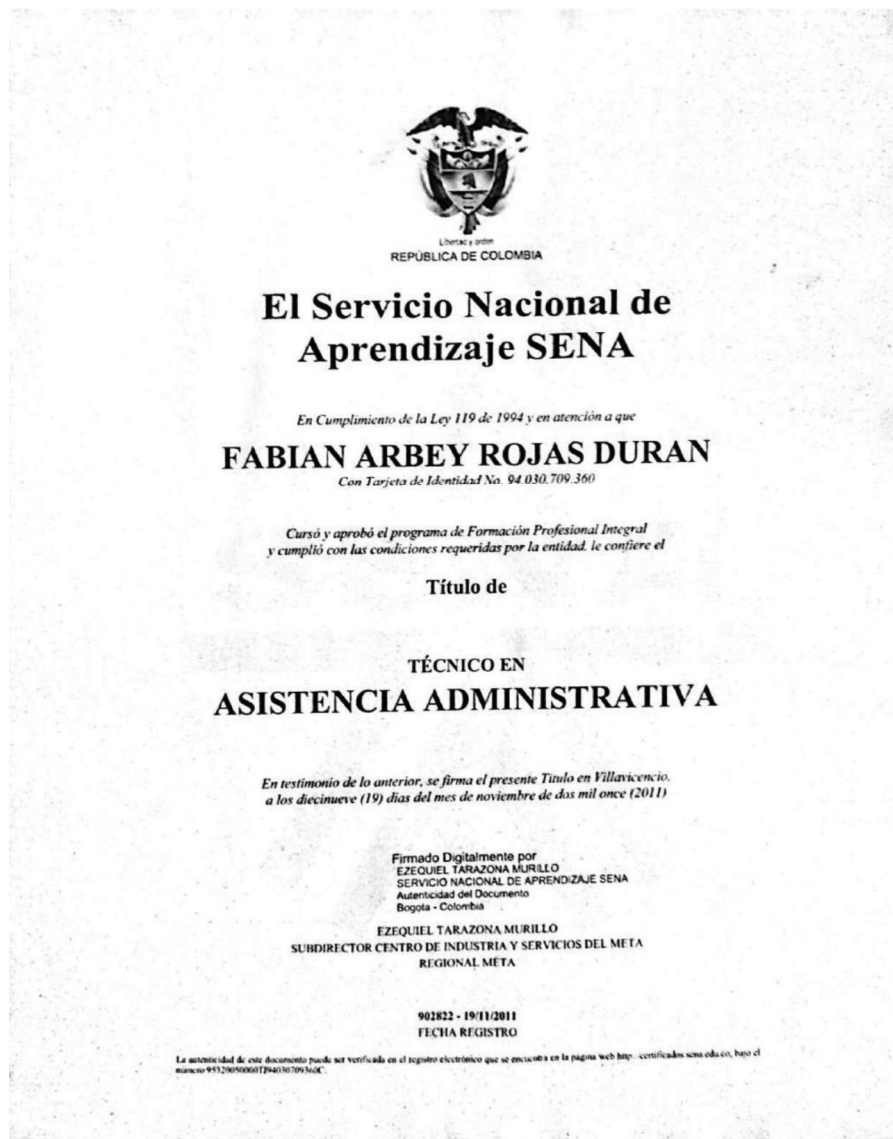 Libertad y orden
REPÚBLICA DE COLOMBIA
El Servicio Nacional de
Aprendizaje SENA
En Cumplimiento de la Ley 119 de 1994 y en atención a que
FABIAN ARBEY ROJAS DURAN
Con Tarjeta de Identidad No. 94.030.709.360
Cursó y aprobó el programa de Formación Profesional Integral
y cumplió con las condiciones requeridas por la entidad, le confiere el
Título de
TÉCNICO EN
ASISTENCIA ADMINISTRATIVA
En testimonio de lo anterior, se firma el presente Título en Villavicencio,
a los diecinueve (19) días del mes de noviembre de dos mil once (2011)
Firmado Digitalmente por
EZEQUIEL TARAZONA MURILLO
SERVICIO NACIONAL DE APRENDIZAJE SENA
Autenticidad del Documento
Bogota - Colombia
EZEQUIEL TARAZONA MURILLO
SUBDIRECTOR CENTRO DE INDUSTRIA Y SERVICIOS DEL META
REGIONAL META
902822 - 19/11/2011
FECHA REGISTRO
La autenticidad de este documento puede ser verificada en el registro electrónico que se encuentra en la página web http. certificados.sena.edu.co, bajo el
número